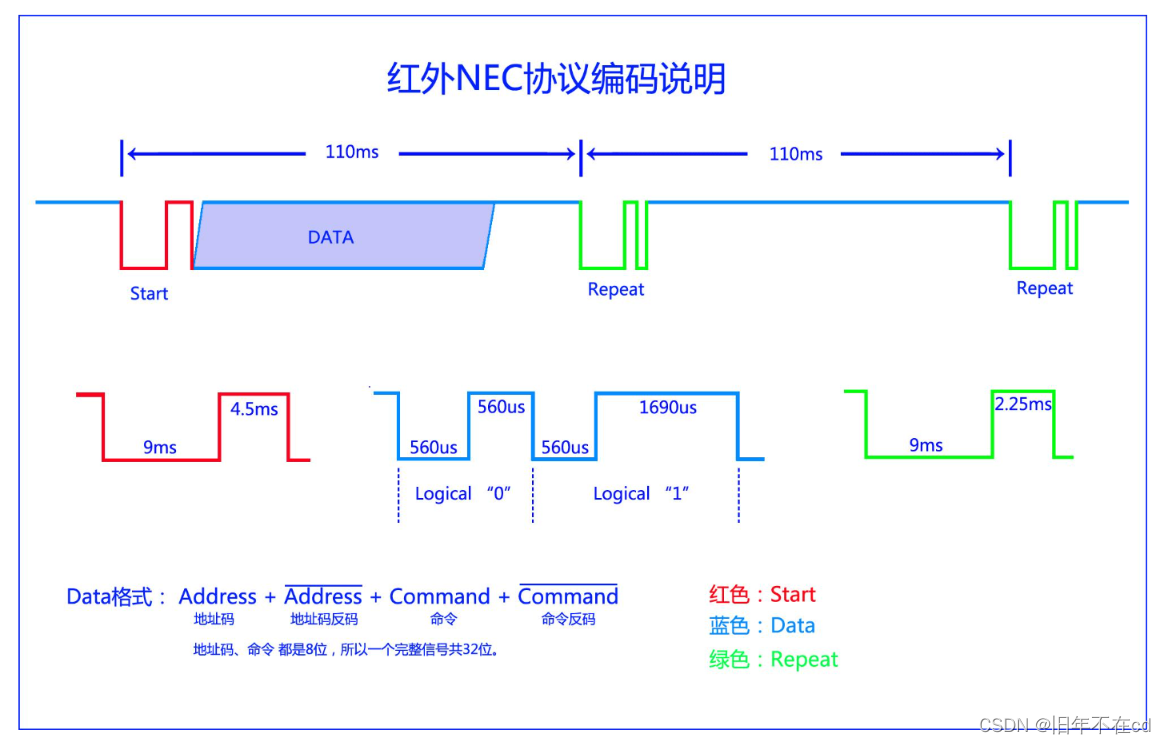 红外NEC协议编码说明
110ms 110ms
DATA
Start Repeat Repeat
4.5ms 560us 1690us 2.25ms
9ms 560us 560us 9ms
Logical “0” Logical “1”
Data格式： Address + Address + Command + Command
地址码 地址码反码 命令 命令反码
地址码、命令 都是8位，所以一个完整信号共32位。
红色：Start
蓝色：Data
绿色：Repeat
CSDN @旧年不在cd